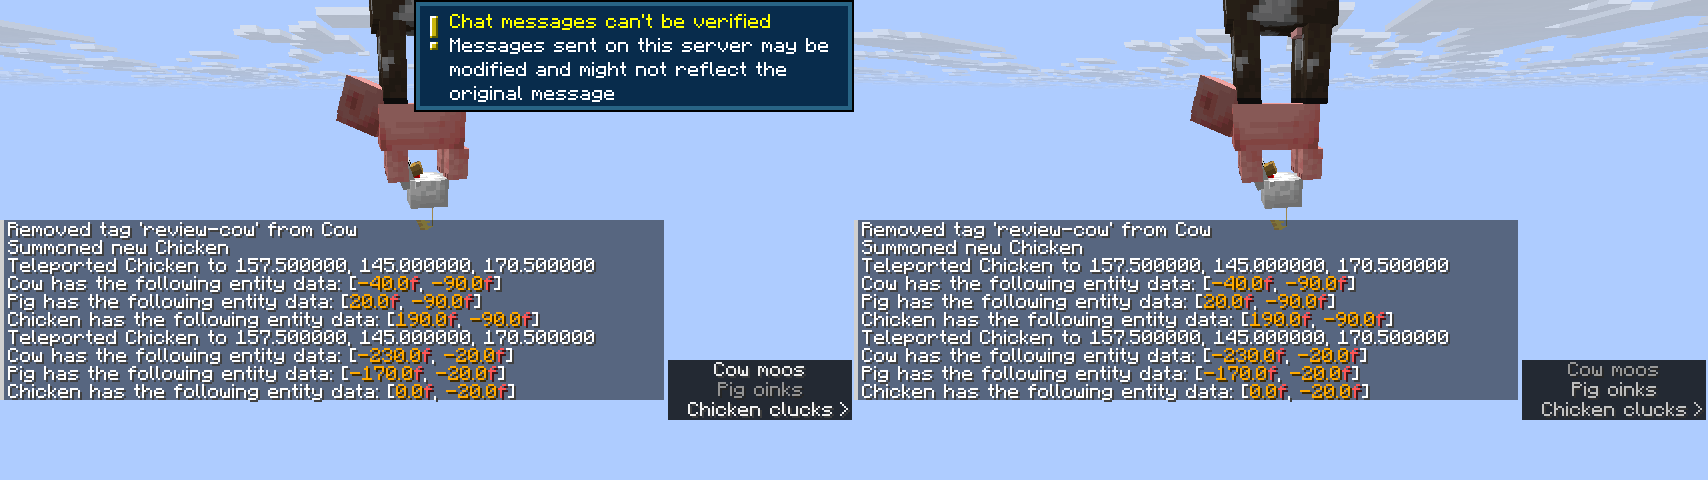 Chat messages can't be verified
Messages sent on this server may be
modified and might not reflect the
original message
Removed tag 'review-cow' from Cow
Summoned new Chicken
Teleported Chicken to 157.500000, 145.000000, 170.500000
Cow has the following entity data: [-40.0f, -90.0f]
Pig has the following entity data: [20.0f, -90.0f]
Chicken has the following entity data: [190.0f, -90.0f]
Teleported Chicken to 157.500000, 145.000000, 170.500000
Cow has the following entity data: [-230.0f, -20.0f]
Pig has the following entity data: [-170.0f, -20.0f]
Chicken has the following entity data: [0.0f, -20.0f]
Cow moos
Pig oinks
Chicken clucks >
Removed tag 'review-cow' from Cow
Summoned new Chicken
Teleported Chicken to 157.500000, 145.000000, 170.500000
Cow has the following entity data: [-40.0f, -90.0f]
Pig has the following entity data: [20.0f, -90.0f]
Chicken has the following entity data: [190.0f, -90.0f]
Teleported Chicken to 157.500000, 145.000000, 170.500000
Cow has the following entity data: [-230.0f, -20.0f]
Pig has the following entity data: [-170.0f, -20.0f]
Chicken has the following entity data: [0.0f, -20.0f]
Cow moos
Pig oinks
Chicken clucks >